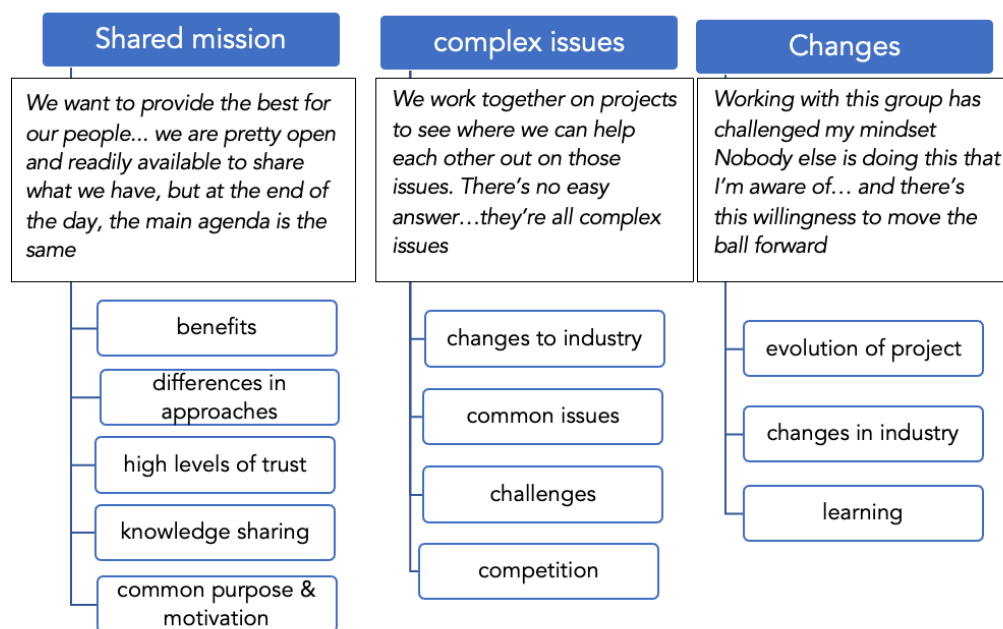 Shared mission
We want to provide the best for
our people... we are pretty open
and readily available to share
what we have, but at the end of
the day, the main agenda is the
same
benefits
differences in
approaches
high levels of trust
knowledge sharing
common purpose &
motivation
complex issues
We work together on projects
to see where we can help
each other out on those
issues. There's no easy
answer…they're all complex
issues
changes to industry
common issues
challenges
competition
Changes
Working with this group has
challenged my mindset
Nobody else is doing this that
I'm aware of… and there's
this willingness to move the
ball forward
evolution of project
changes in industry
learning